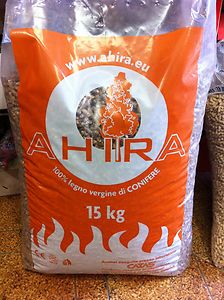 www.ahira.eu
AHIRA
100% legno vergine di CONIFERE
15 kg